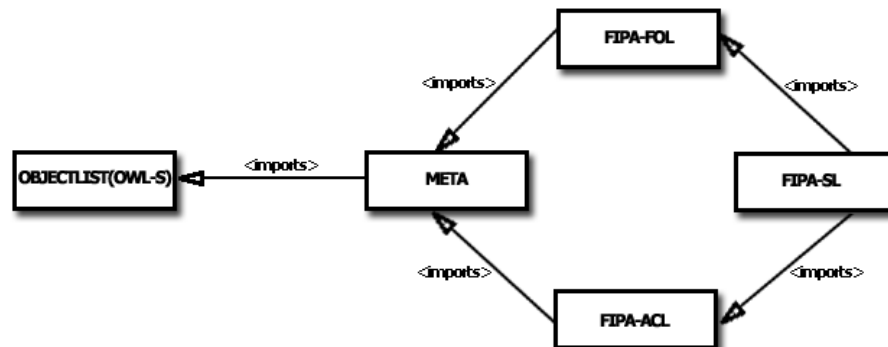 FIPA-FOL
<imports>
<imports>
<imports>
OBJECTLIST(OWL-S)
META
FIPA-SL
<imports>
<imports>
FIPA-ACL